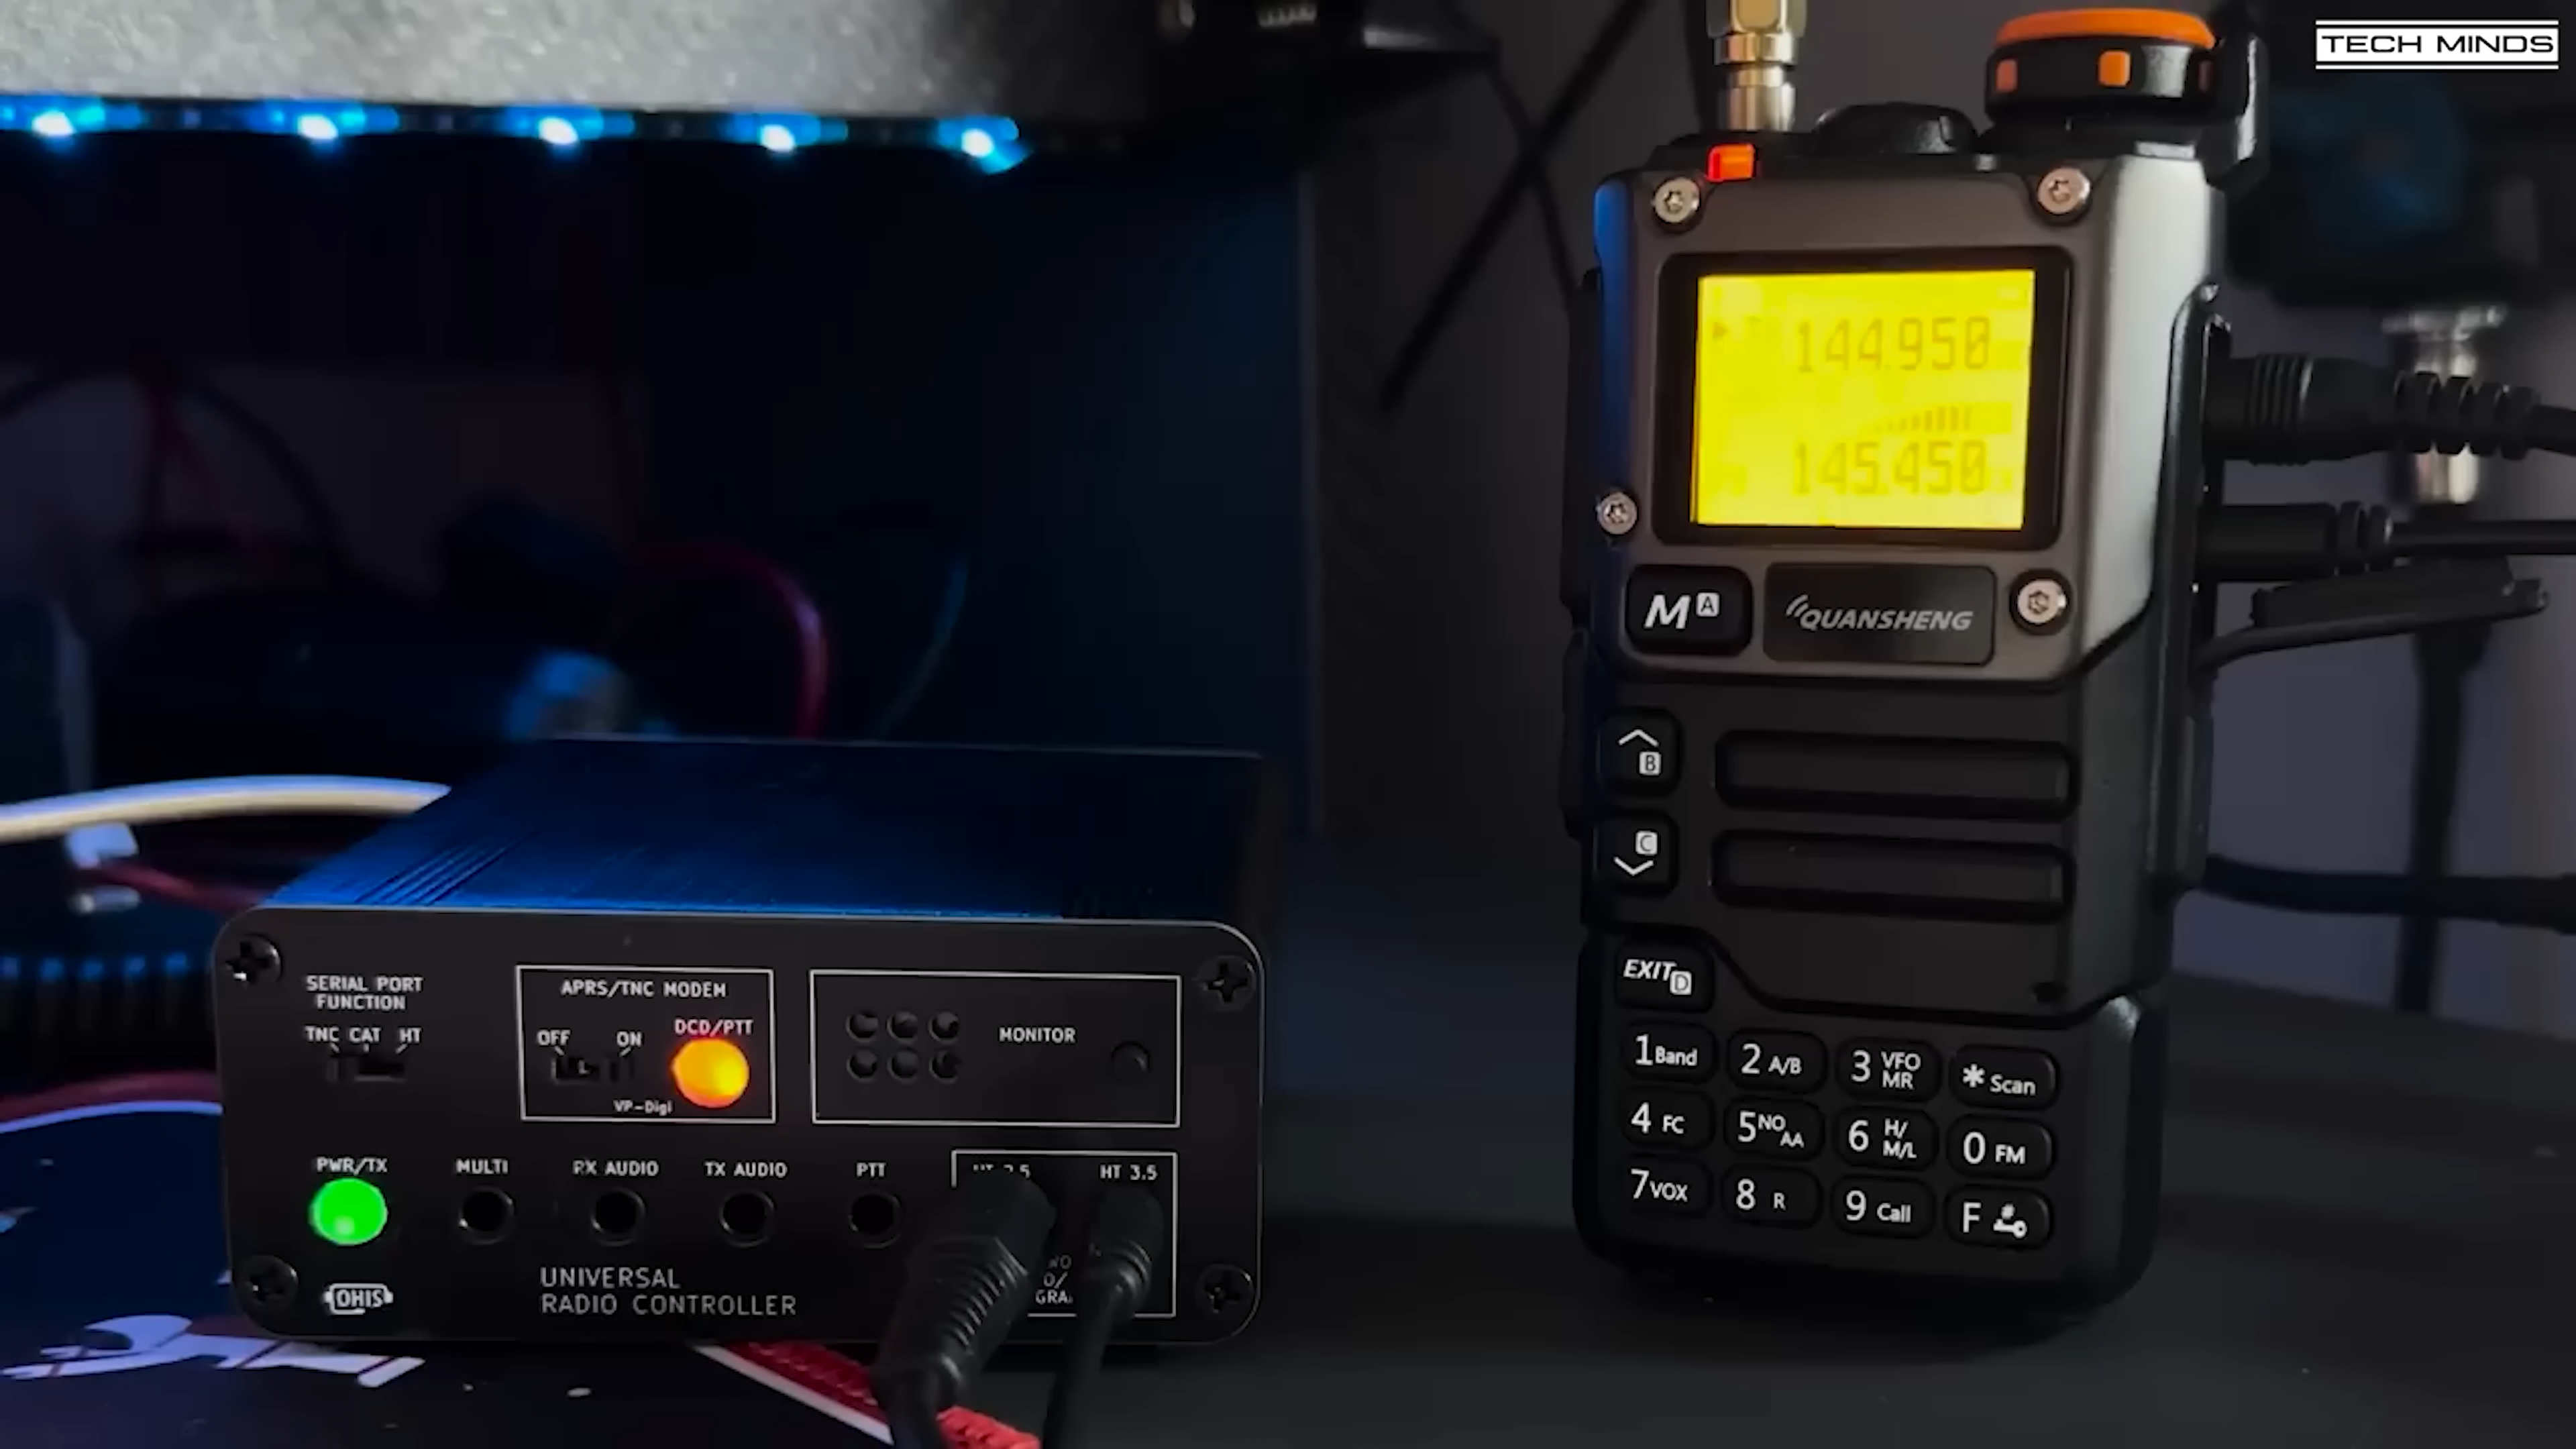 TECH MINDS
144.950
145.450
M A
QUANSHENG
B
C
EXIT D
1 Band
2 A/B
3 VFO MR
* Scan
4 FC
5 NO AA
6 H/ M/L
0 FM
7 VOX
8 R
9 Call
F #
SERIAL PORT
FUNCTION
TNC CAT HT
APRS/TNC MODEM
OFF ON DCD/PTT
VP-Digi
MONITOR
PWR/TX MULTI RX AUDIO TX AUDIO PTT HT 3.5
OHIS
UNIVERSAL
RADIO CONTROLLER